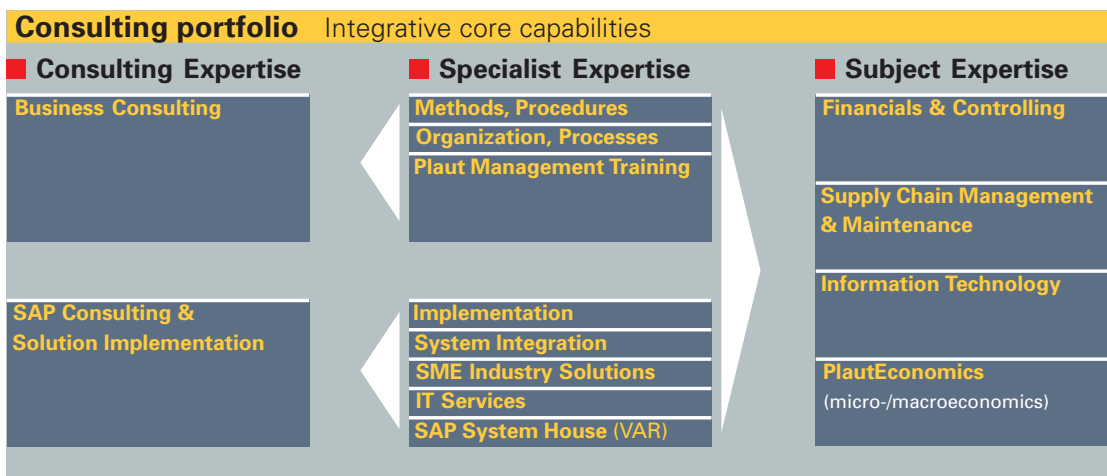 Consulting portfolio Integrative core capabilities
Consulting Expertise
Business Consulting
SAP Consulting &
Solution Implementation
Specialist Expertise
Methods, Procedures
Organization, Processes
Plaut Management Training
Implementation
System Integration
SME Industry Solutions
IT Services
SAP System House (VAR)
Subject Expertise
Financials & Controlling
Supply Chain Management
& Maintenance
Information Technology
PlautEconomics
(micro-/macroeconomics)